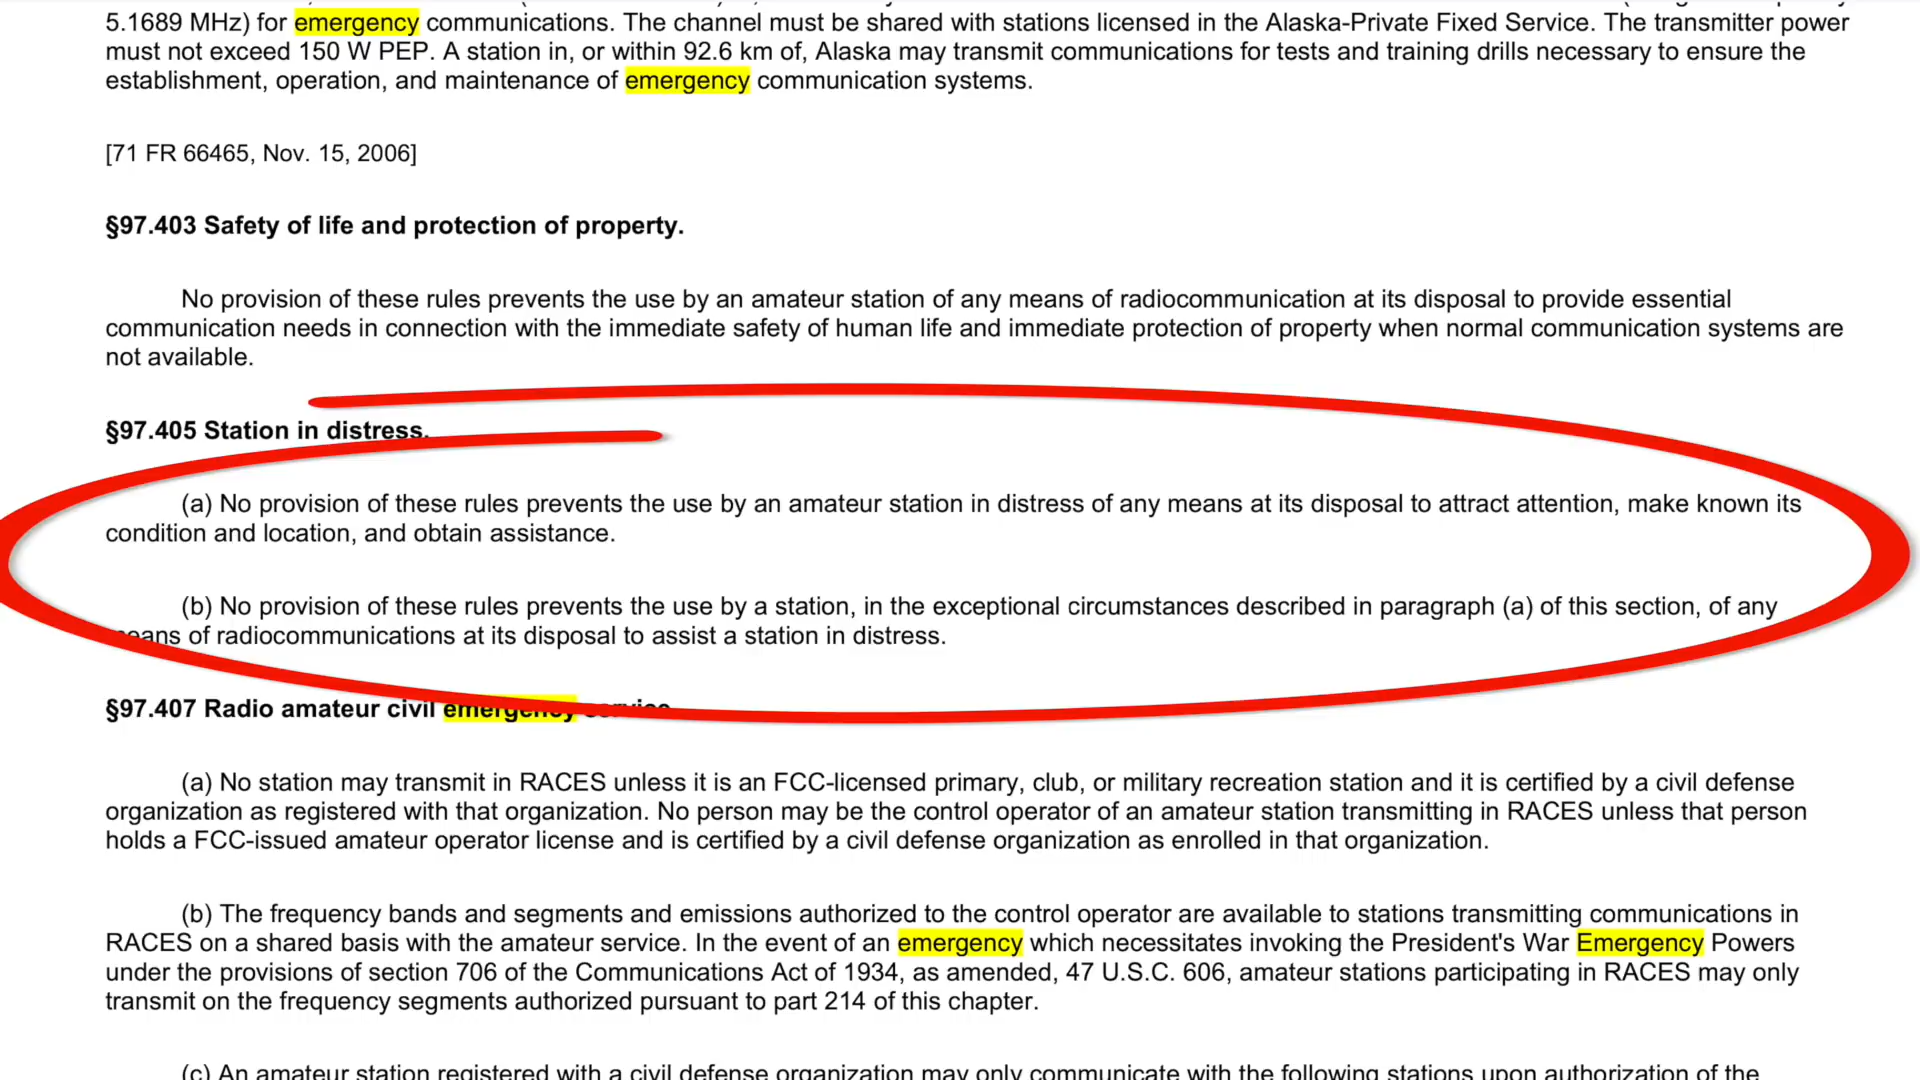 5.1689 MHz) for emergency communications. The channel must be shared with stations licensed in the Alaska-Private Fixed Service. The transmitter power
must not exceed 150 W PEP. A station in, or within 92.6 km of, Alaska may transmit communications for tests and training drills necessary to ensure the
establishment, operation, and maintenance of emergency communication systems.
[71 FR 66465, Nov. 15, 2006]
§97.403 Safety of life and protection of property.
No provision of these rules prevents the use by an amateur station of any means of radiocommunication at its disposal to provide essential
communication needs in connection with the immediate safety of human life and immediate protection of property when normal communication systems are
not available.
§97.405 Station in distress.
(a) No provision of these rules prevents the use by an amateur station in distress of any means at its disposal to attract attention, make known its
condition and location, and obtain assistance.
(b) No provision of these rules prevents the use by a station, in the exceptional circumstances described in paragraph (a) of this section, of any
means of radiocommunications at its disposal to assist a station in distress.
§97.407 Radio amateur civil emergency service.
(a) No station may transmit in RACES unless it is an FCC-licensed primary, club, or military recreation station and it is certified by a civil defense
organization as registered with that organization. No person may be the control operator of an amateur station transmitting in RACES unless that person
holds a FCC-issued amateur operator license and is certified by a civil defense organization as enrolled in that organization.
(b) The frequency bands and segments and emissions authorized to the control operator are available to stations transmitting communications in
RACES on a shared basis with the amateur service. In the event of an emergency which necessitates invoking the President's War Emergency Powers
under the provisions of section 706 of the Communications Act of 1934, as amended, 47 U.S.C. 606, amateur stations participating in RACES may only
transmit on the frequency segments authorized pursuant to part 214 of this chapter.
(c) An amateur station registered with a civil defense organization may only communicate with the following stations upon authorization of the